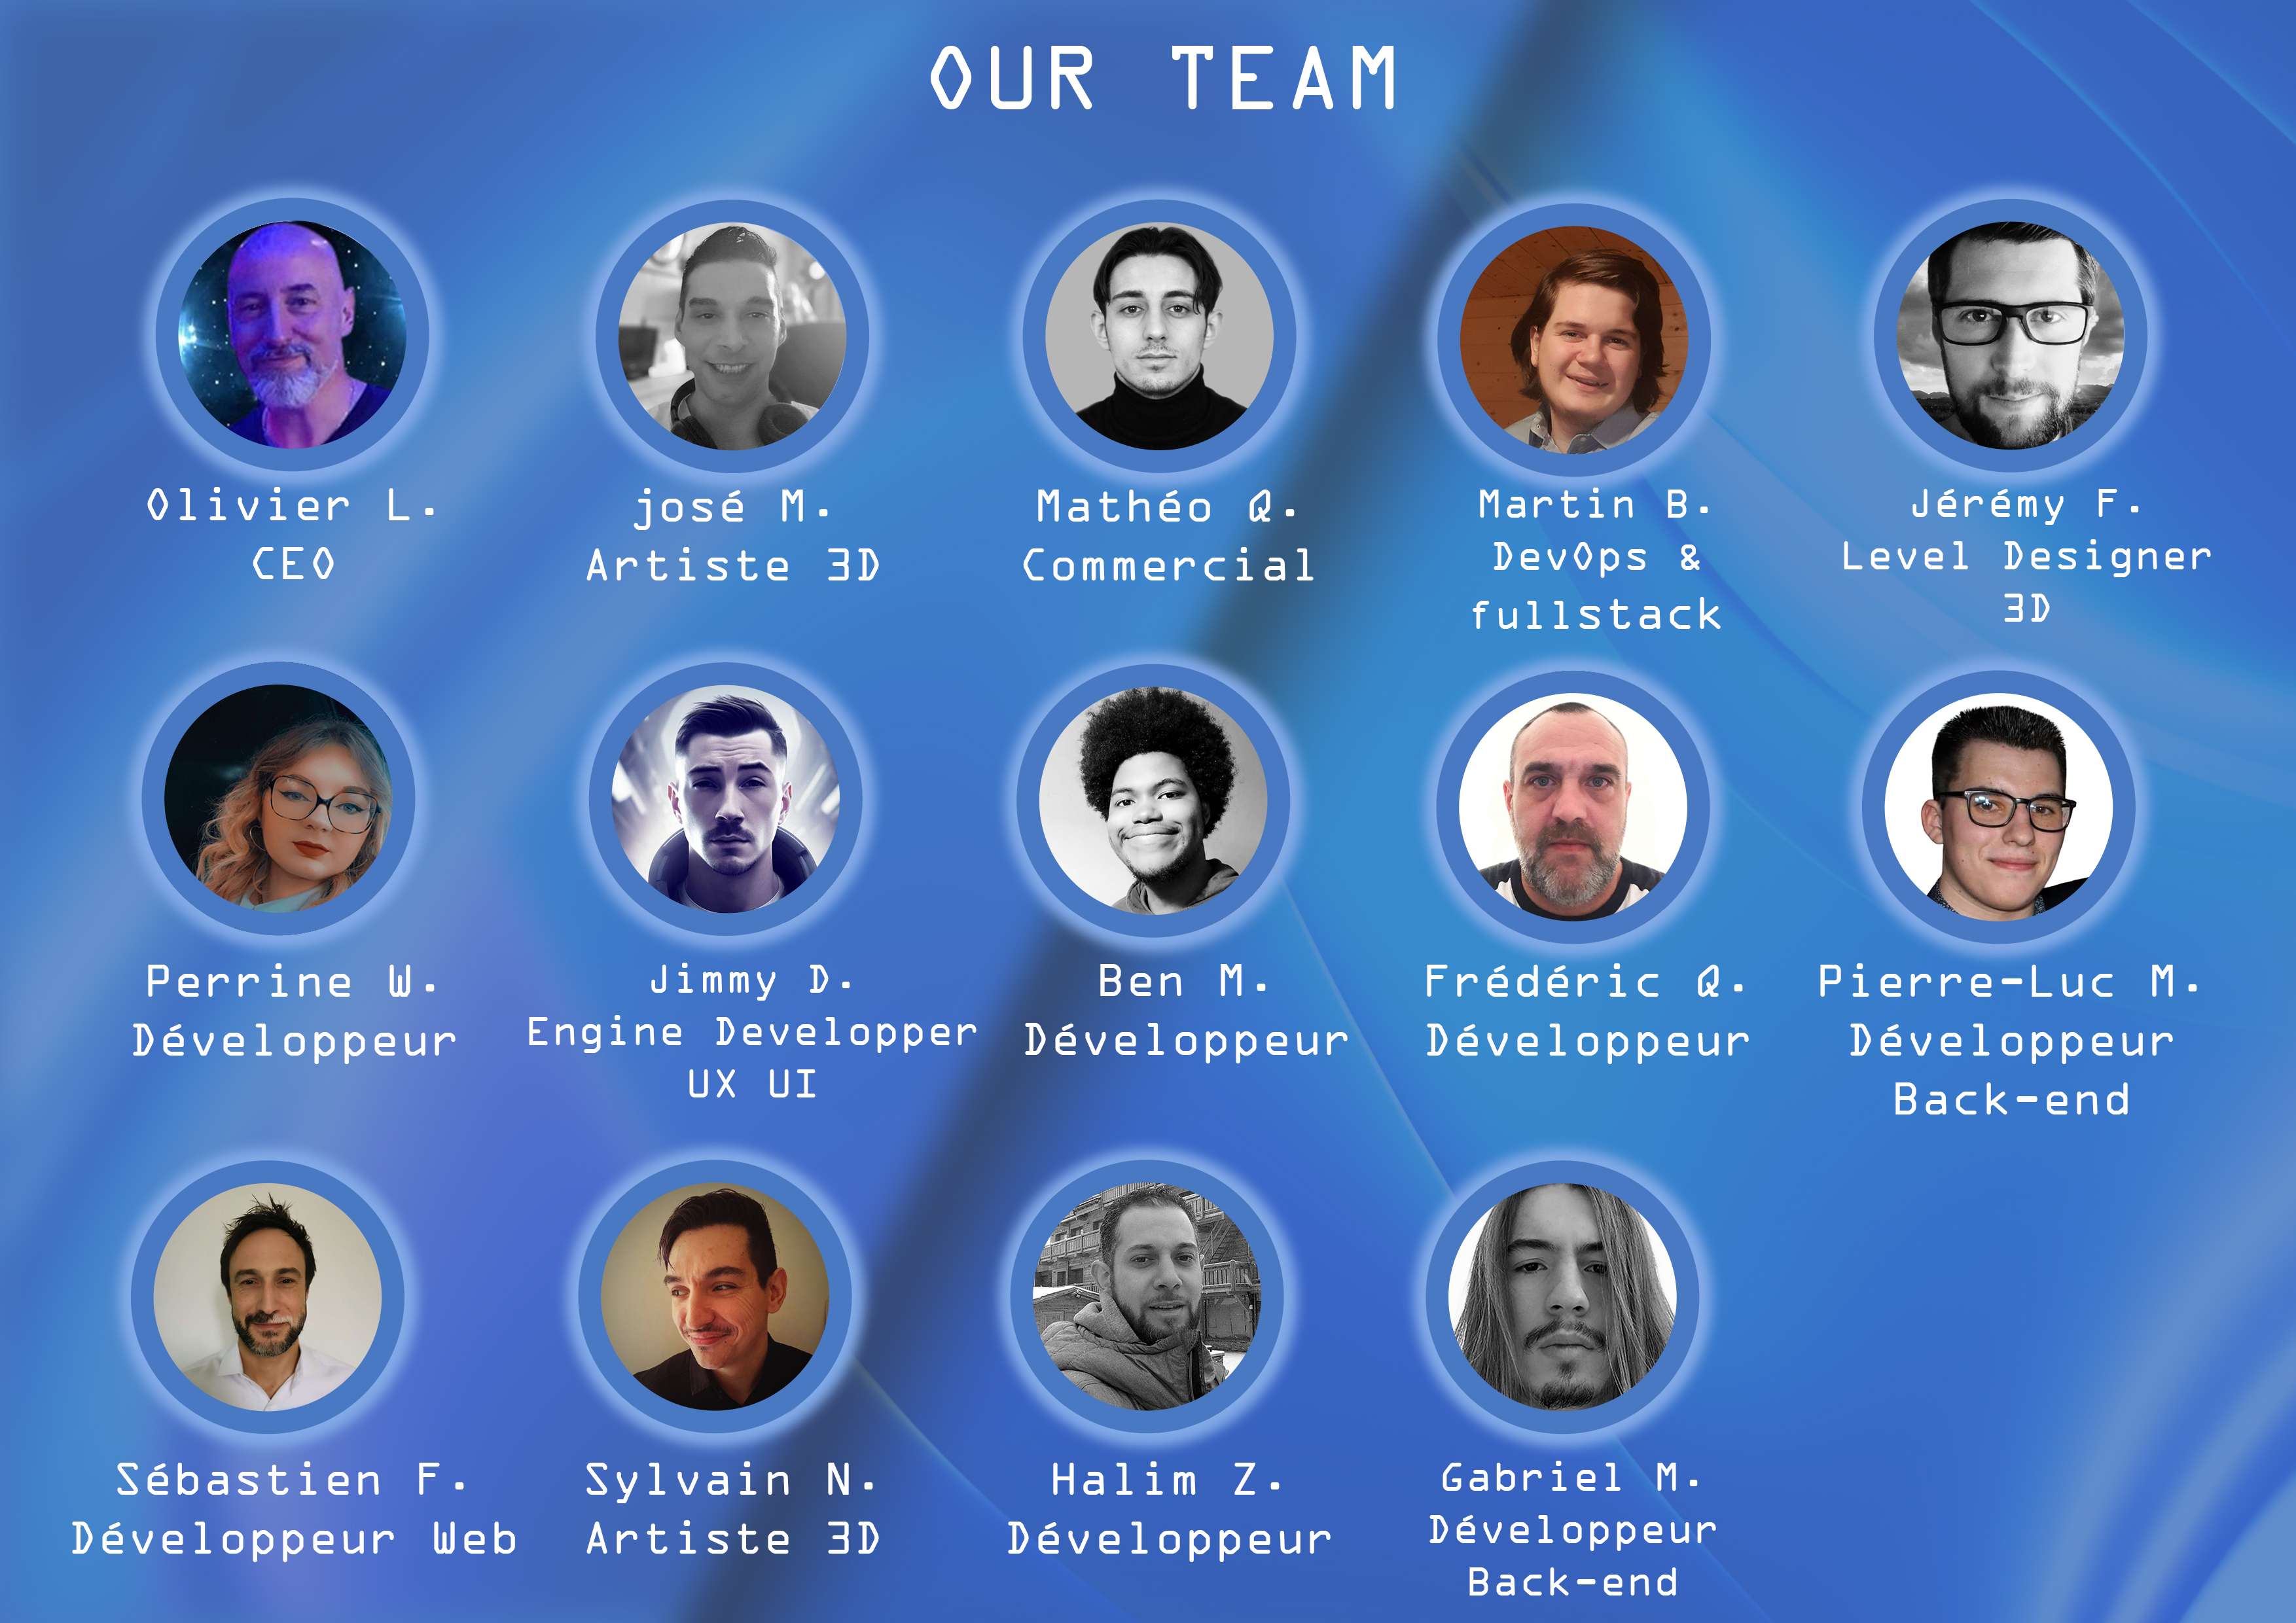 OUR TEAM
Olivier L.
CEO
josé M.
Artiste 3D
Mathéo Q.
Commercial
Martin B.
DevOps &
fullstack
Jérémy F.
Level Designer
3D
Perrine W.
Développeur
Jimmy D.
Engine Developper
UX UI
Ben M.
Développeur
Frédéric Q.
Développeur
Pierre-Luc M.
Développeur
Back-end
Sébastien F.
Développeur Web
Sylvain N.
Artiste 3D
Halim Z.
Développeur
Gabriel M.
Développeur
Back-end